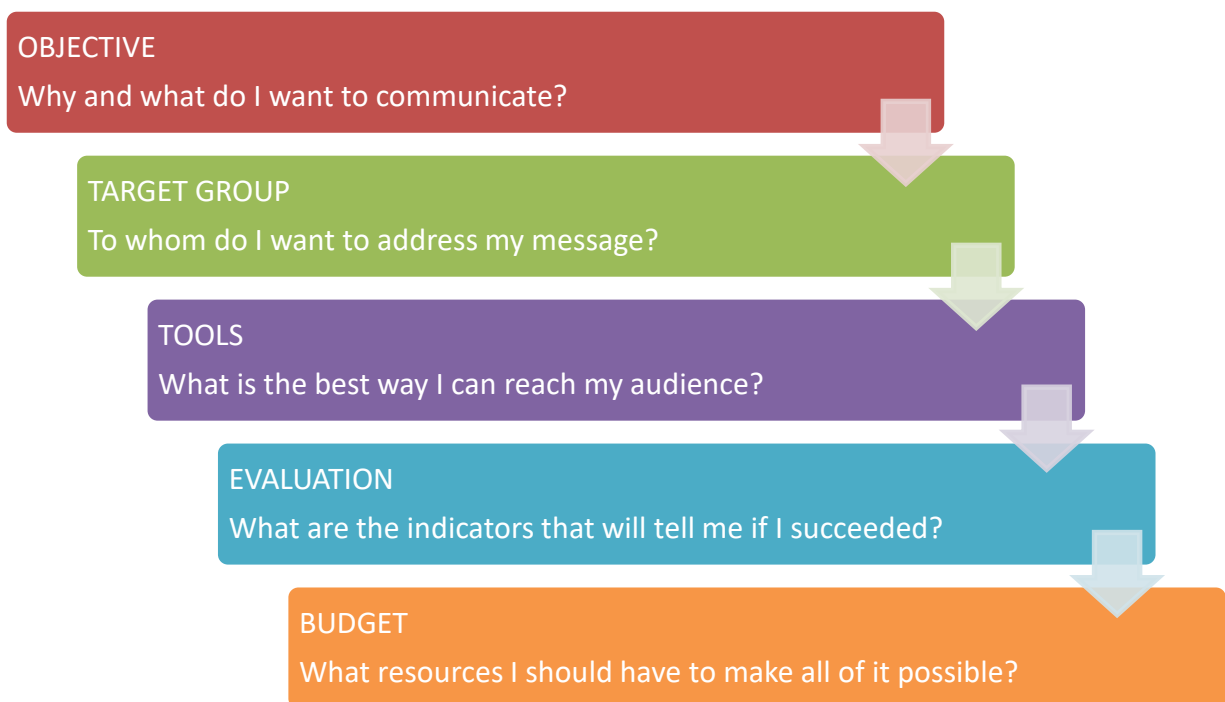 OBJECTIVE
Why and what do I want to communicate?
TARGET GROUP
To whom do I want to address my message?
TOOLS
What is the best way I can reach my audience?
EVALUATION
What are the indicators that will tell me if I succeeded?
BUDGET
What resources I should have to make all of it possible?